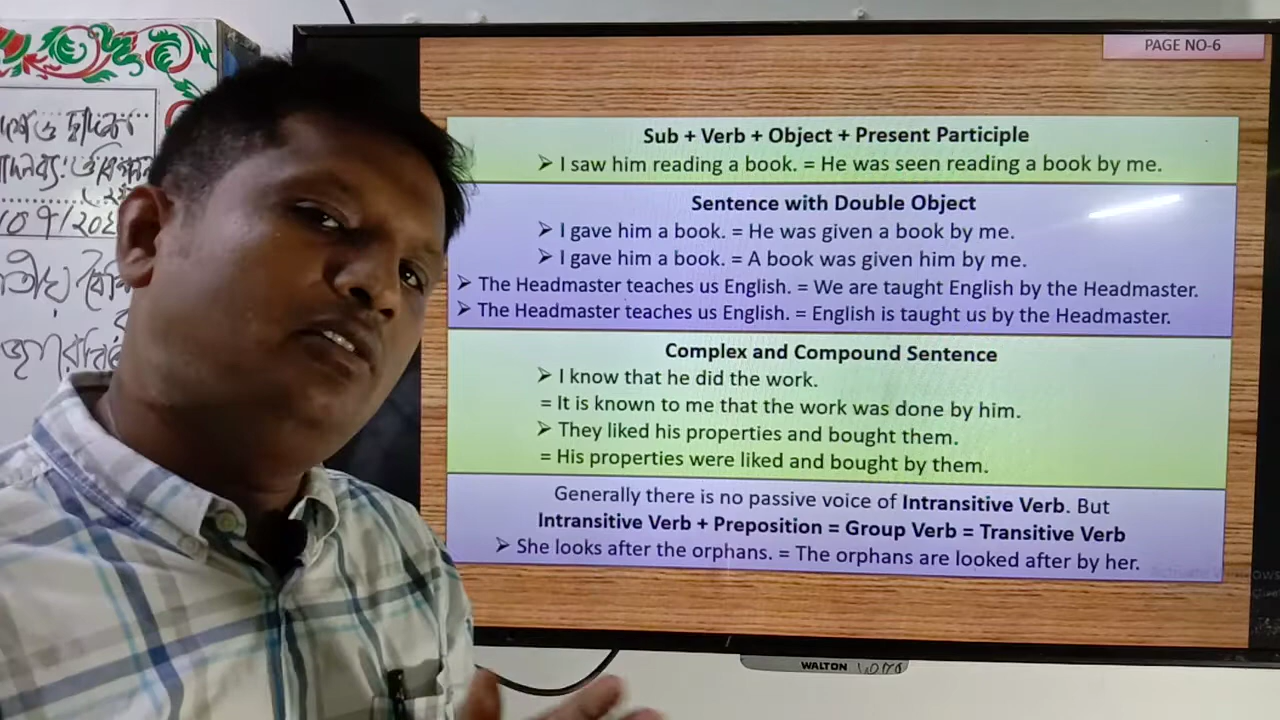 PAGE NO-6
Sub + Verb + Object + Present Participle
➤ I saw him reading a book. = He was seen reading a book by me.
Sentence with Double Object
➤ I gave him a book. = He was given a book by me.
➤ I gave him a book. = A book was given him by me.
➤ The Headmaster teaches us English. = We are taught English by the Headmaster.
➤ The Headmaster teaches us English. = English is taught us by the Headmaster.
Complex and Compound Sentence
➤ I know that he did the work.
= It is known to me that the work was done by him.
➤ They liked his properties and bought them.
= His properties were liked and bought by them.
Generally there is no passive voice of Intransitive Verb. But
Intransitive Verb + Preposition = Group Verb = Transitive Verb
➤ She looks after the orphans. = The orphans are looked after by her.
WALTON